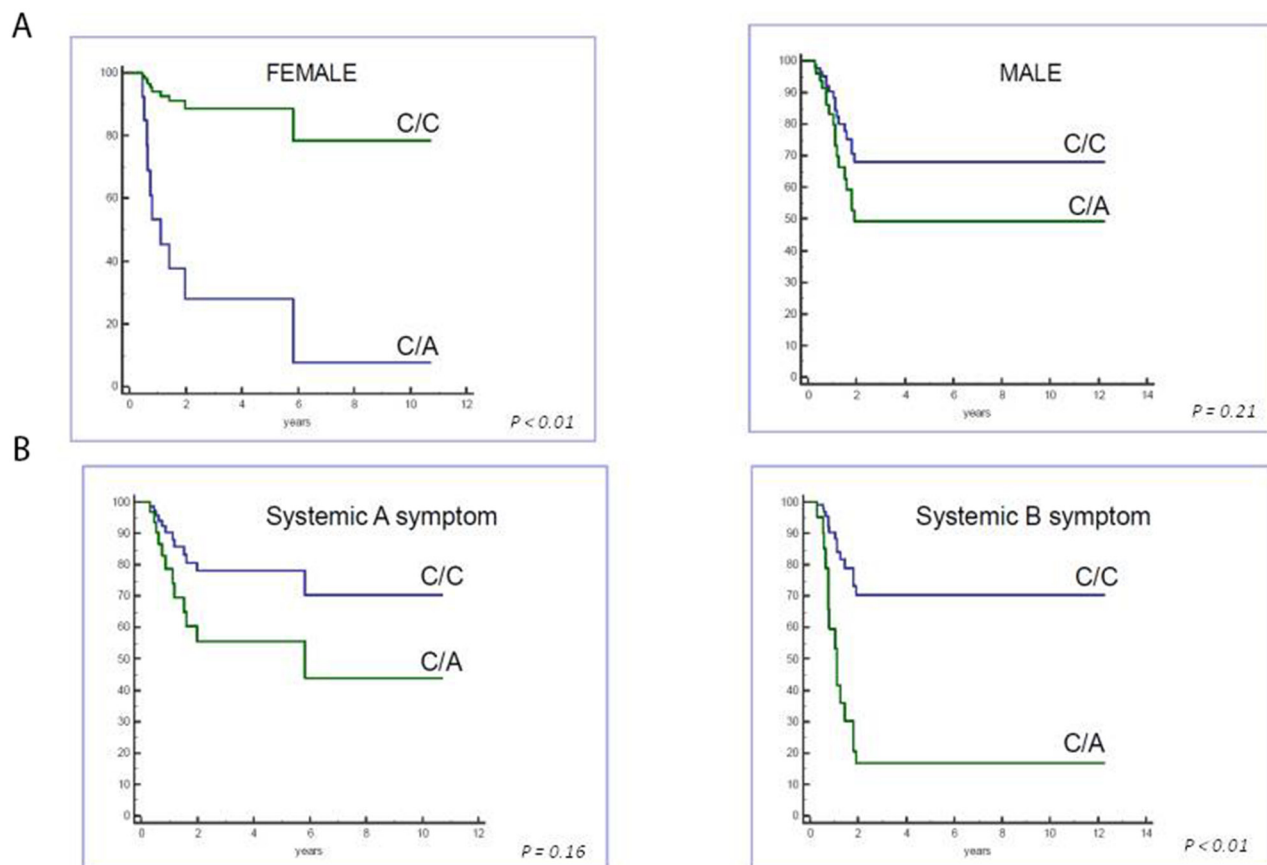 A
FEMALE
100
80
60
40
20
0
C/C
C/A
0 2 4 6 8 10 12
years
P < 0.01
MALE
100
90
80
70
60
50
40
30
20
10
0
C/C
C/A
0 2 4 6 8 10 12 14
years
P = 0.21
B
Systemic A symptom
100
90
80
70
60
50
40
30
20
10
0
C/C
C/A
0 2 4 6 8 10 12
years
P = 0.16
Systemic B symptom
100
90
80
70
60
50
40
30
20
10
0
C/C
C/A
0 2 4 6 8 10 12 14
years
P < 0.01